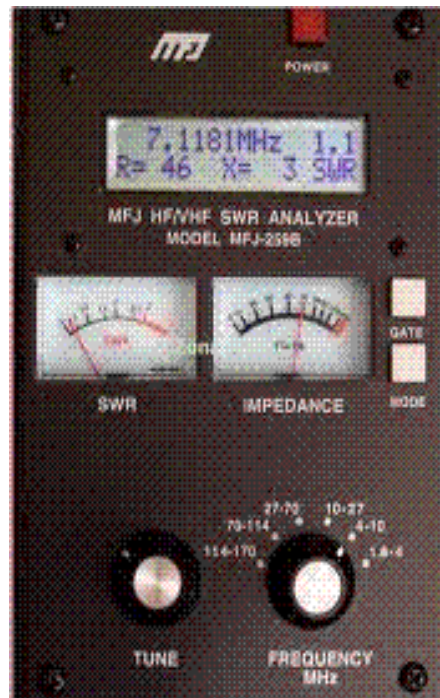 MFJ
POWER
7.1181MHz 1.1
R= 46 X= 3 SWR
MFJ HF/VHF SWR ANALYZER
MODEL MFJ-259B
GATE
MODE
SWR
IMPEDANCE
27-70 10-27
70-114 4-10
114-170 1.8-4
TUNE
FREQUENCY
MHz